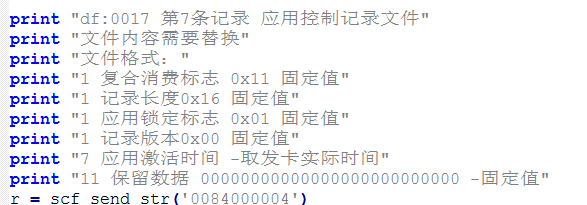 print "df:0017 第7条记录 应用控制记录文件"
print "文件内容需要替换"
print "文件格式："
print "1 复合消费标志 0x11 固定值"
print "1 记录长度0x16 固定值"
print "1 应用锁定标志 0x01 固定值"
print "1 记录版本0x00 固定值"
print "7 应用激活时间 -取发卡实际时间"
print "11 保留数据 0000000000000000000000 -固定值"
r = scf_send_str('0084000004')